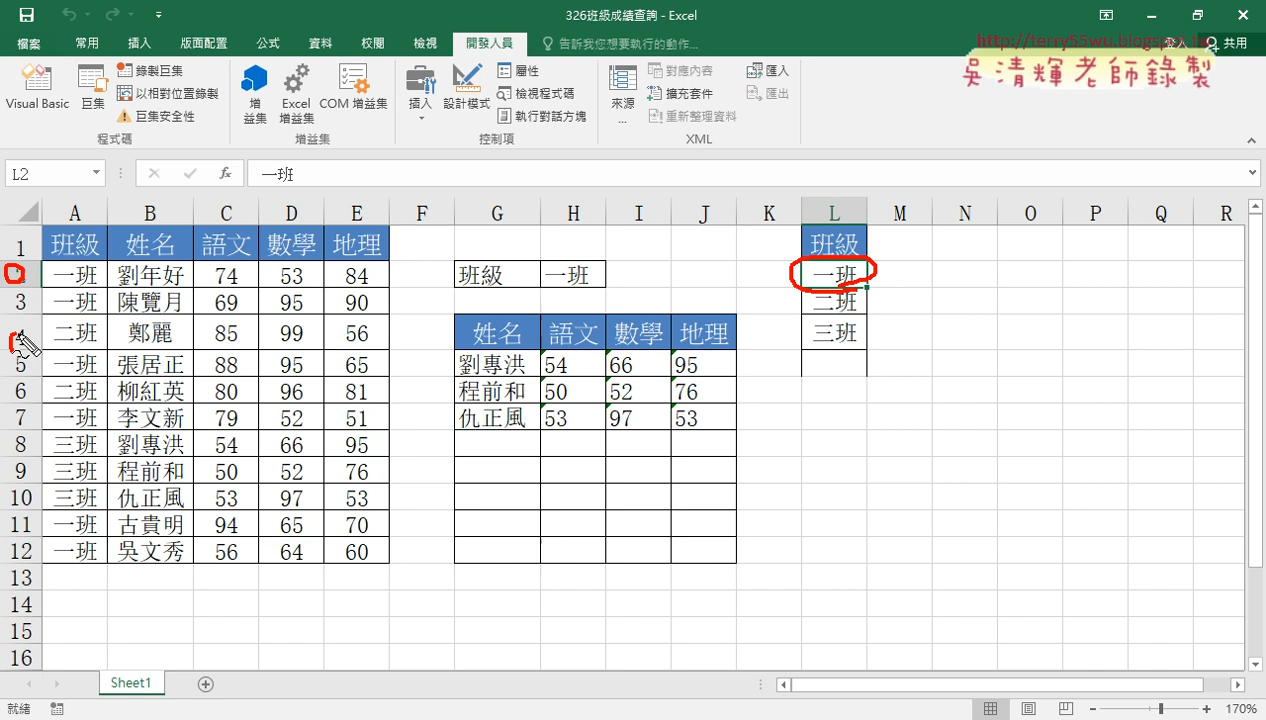 326班級成績查詢 - Excel
檔案 常用 插入 版面配置 公式 資料 校閱 檢視 開發人員 告訴我您想要執行的動作... 登入 共用
http://terry55wu.blogspot.tw
吳清輝老師錄製
Visual Basic 巨集 錄製巨集 以相對位置錄製 巨集安全性
增益集 Excel 增益集 COM 增益集
插入 設計模式 屬性 檢視程式碼 執行對話方塊
來源... 對應內容 擴充套件 重新整理資料 匯入 匯出
程式碼 增益集 控制項 XML
L2 fx 一班
A B C D E F G H I J K L M N O P Q R
1 班級 姓名 語文 數學 地理 班級
一班 劉年好 74 53 84 班級 一班 一班
3 一班 陳覽月 69 95 90 二班
4 二班 鄭麗 85 99 56 姓名 語文 數學 地理 三班
5 一班 張居正 88 95 65 劉專洪 54 66 95
6 二班 柳紅英 80 96 81 程前和 50 52 76
7 一班 李文新 79 52 51 仇正風 53 97 53
8 三班 劉專洪 54 66 95
9 三班 程前和 50 52 76
10 三班 仇正風 53 97 53
11 一班 古貴明 94 65 70
12 一班 吳文秀 56 64 60
13
14
15
16
Sheet1
就緒 170%